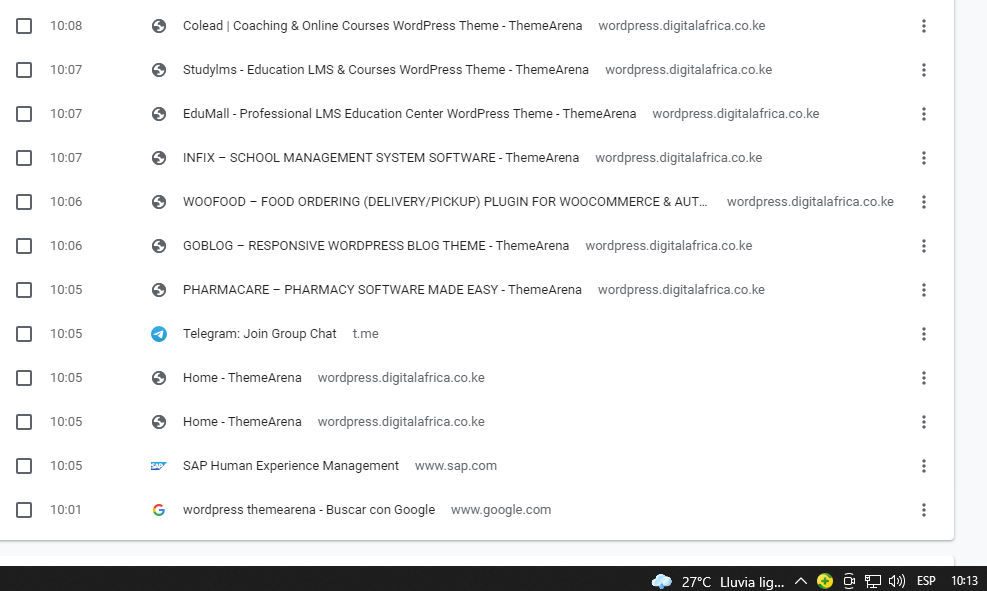 10:08 Colead | Coaching & Online Courses WordPress Theme - ThemeArena wordpress.digitalafrica.co.ke
10:07 Studylms - Education LMS & Courses WordPress Theme - ThemeArena wordpress.digitalafrica.co.ke
10:07 EduMall - Professional LMS Education Center WordPress Theme - ThemeArena wordpress.digitalafrica.co.ke
10:07 INFIX – SCHOOL MANAGEMENT SYSTEM SOFTWARE - ThemeArena wordpress.digitalafrica.co.ke
10:06 WOOFOOD – FOOD ORDERING (DELIVERY/PICKUP) PLUGIN FOR WOOCOMMERCE & AUT... wordpress.digitalafrica.co.ke
10:06 GOBLOG – RESPONSIVE WORDPRESS BLOG THEME - ThemeArena wordpress.digitalafrica.co.ke
10:05 PHARMACARE – PHARMACY SOFTWARE MADE EASY - ThemeArena wordpress.digitalafrica.co.ke
10:05 Telegram: Join Group Chat t.me
10:05 Home - ThemeArena wordpress.digitalafrica.co.ke
10:05 Home - ThemeArena wordpress.digitalafrica.co.ke
10:05 SAP SAP Human Experience Management www.sap.com
10:01 G wordpress themearena - Buscar con Google www.google.com
27°C Lluvia lig... ESP 10:13